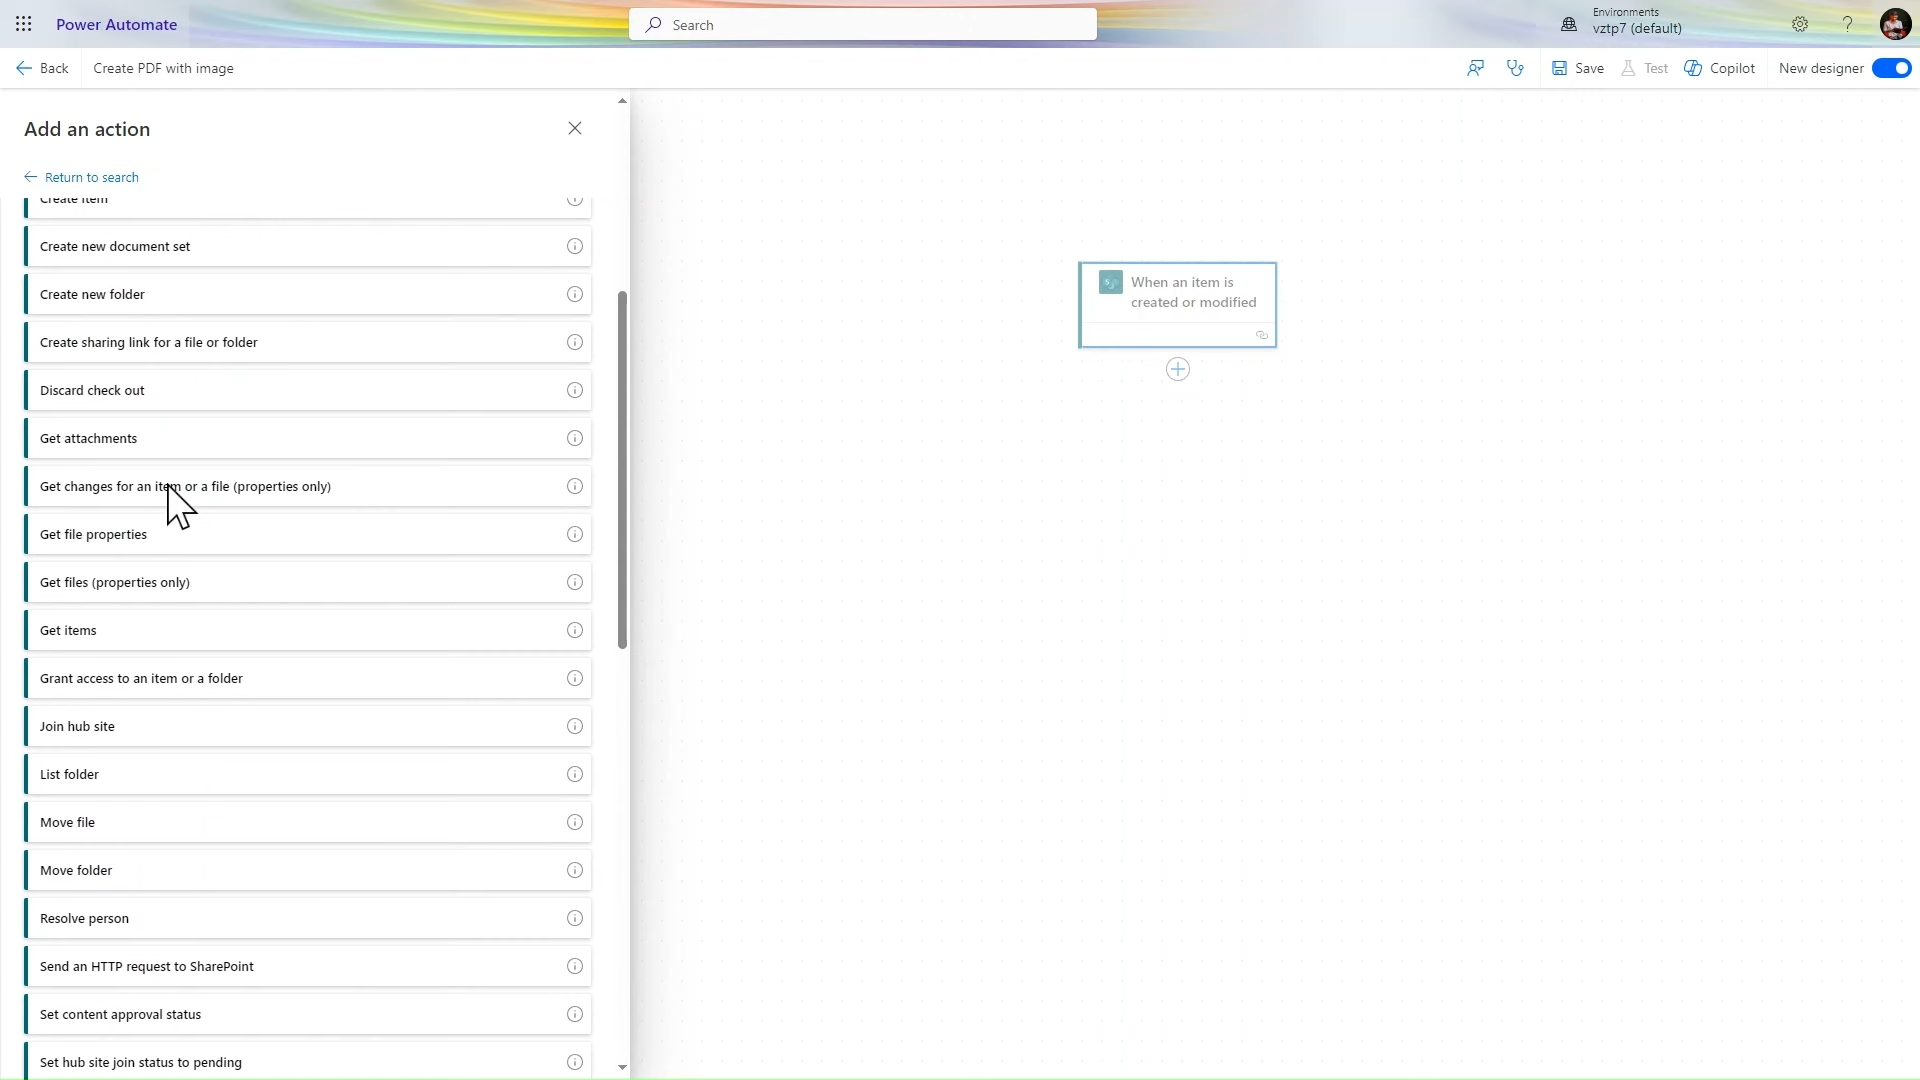 Power Automate
Search
Environments
vztp7 (default)
?
Back
Create PDF with image
Save
Test
Copilot
New designer
Add an action
Return to search
Create item
Create new document set
Create new folder
Create sharing link for a file or folder
Discard check out
Get attachments
Get changes for an item or a file (properties only)
Get file properties
Get files (properties only)
Get items
Grant access to an item or a folder
Join hub site
List folder
Move file
Move folder
Resolve person
Send an HTTP request to SharePoint
Set content approval status
Set hub site join status to pending
When an item is
created or modified